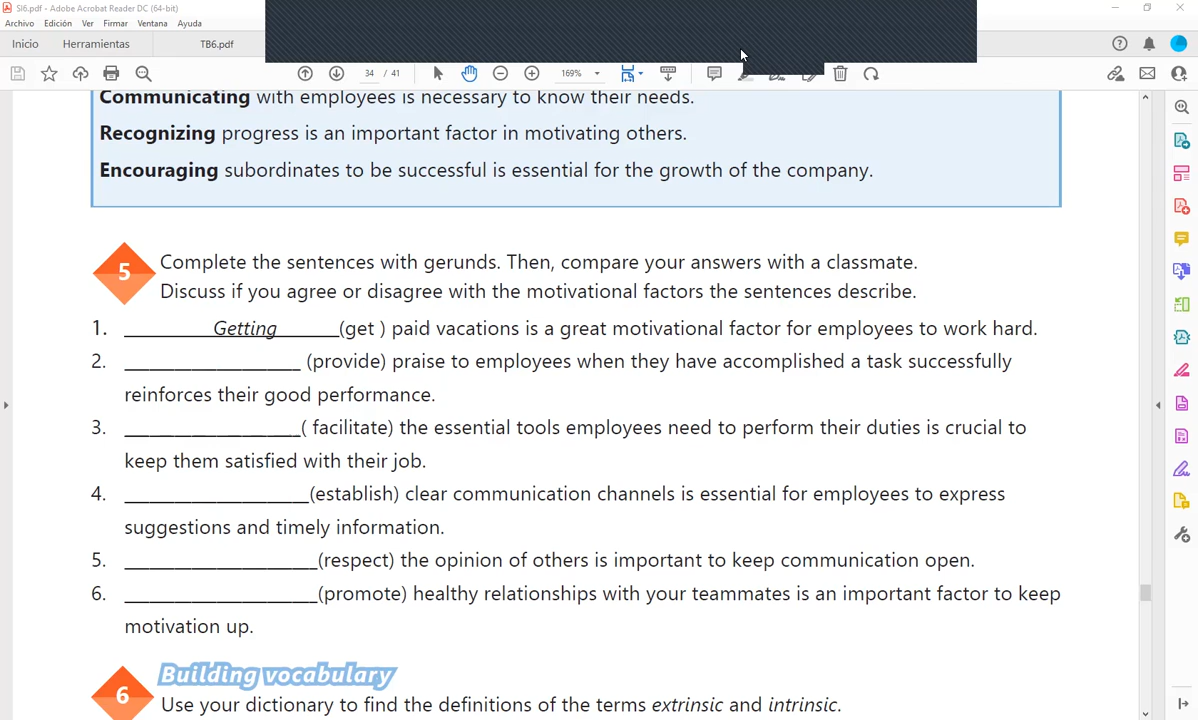 SI6.pdf - Adobe Acrobat Reader DC (64-bit)
Archivo Edición Ver Firmar Ventana Ayuda
Inicio Herramientas TB6.pdf
34 / 41 169%
Communicating with employees is necessary to know their needs.
Recognizing progress is an important factor in motivating others.
Encouraging subordinates to be successful is essential for the growth of the company.
5 Complete the sentences with gerunds. Then, compare your answers with a classmate.
Discuss if you agree or disagree with the motivational factors the sentences describe.
1. _________Getting______(get ) paid vacations is a great motivational factor for employees to work hard.
2. __________________ (provide) praise to employees when they have accomplished a task successfully
reinforces their good performance.
3. __________________( facilitate) the essential tools employees need to perform their duties is crucial to
keep them satisfied with their job.
4. ___________________(establish) clear communication channels is essential for employees to express
suggestions and timely information.
5. ____________________(respect) the opinion of others is important to keep communication open.
6. ____________________(promote) healthy relationships with your teammates is an important factor to keep
motivation up.
6 Building vocabulary
Use your dictionary to find the definitions of the terms extrinsic and intrinsic.